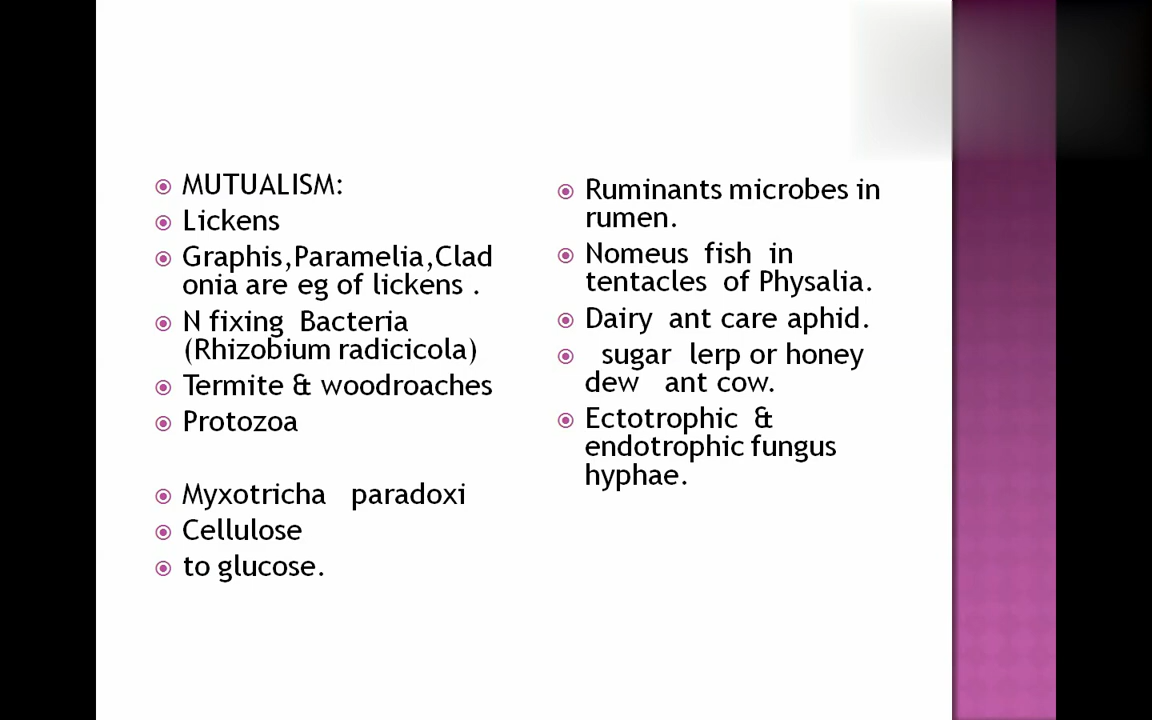 MUTUALISM:
Lickens
Graphis,Paramelia,Clad
onia are eg of lickens .
N fixing Bacteria
(Rhizobium radicicola)
Termite & woodroaches
Protozoa
Myxotricha paradoxi
Cellulose
to glucose.
Ruminants microbes in
rumen.
Nomeus fish in
tentacles of Physalia.
Dairy ant care aphid.
sugar lerp or honey
dew ant cow.
Ectotrophic &
endotrophic fungus
hyphae.